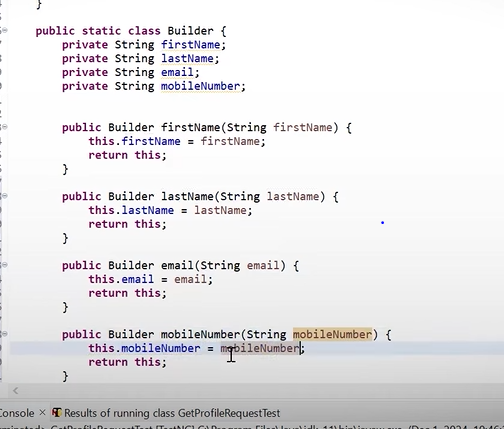 }
public static class Builder {
private String firstName;
private String lastName;
private String email;
private String mobileNumber;
public Builder firstName(String firstName) {
this.firstName = firstName;
return this;
}
public Builder lastName(String lastName) {
this.lastName = lastName;
return this;
}
public Builder email(String email) {
this.email = email;
return this;
}
public Builder mobileNumber(String mobileNumber) {
this.mobileNumber = mobileNumber;
return this;
}
Console × Results of running class GetProfileRequestTest